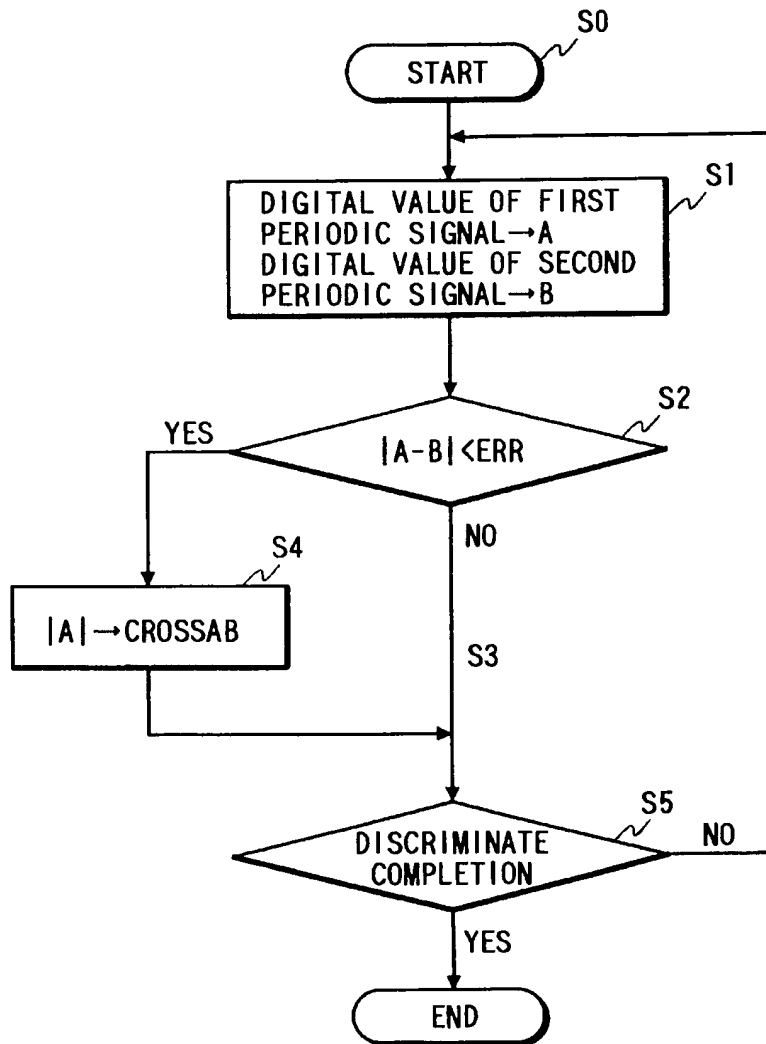 S0
START
S1
DIGITAL VALUE OF FIRST
PERIODIC SIGNAL→A
DIGITAL VALUE OF SECOND
PERIODIC SIGNAL→B
S2
YES
|A-B|<ERR
NO
S4
|A|→CROSSAB
S3
S5
DISCRIMINATE
COMPLETION
NO
YES
END